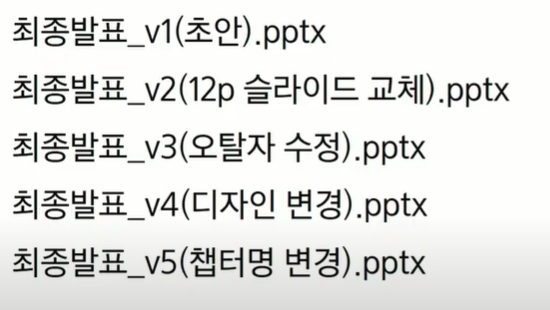 최종발표_v1(초안).pptx
최종발표_v2(12p 슬라이드 교체).pptx
최종발표_v3(오탈자 수정).pptx
최종발표_v4(디자인 변경).pptx
최종발표_v5(챕터명 변경).pptx